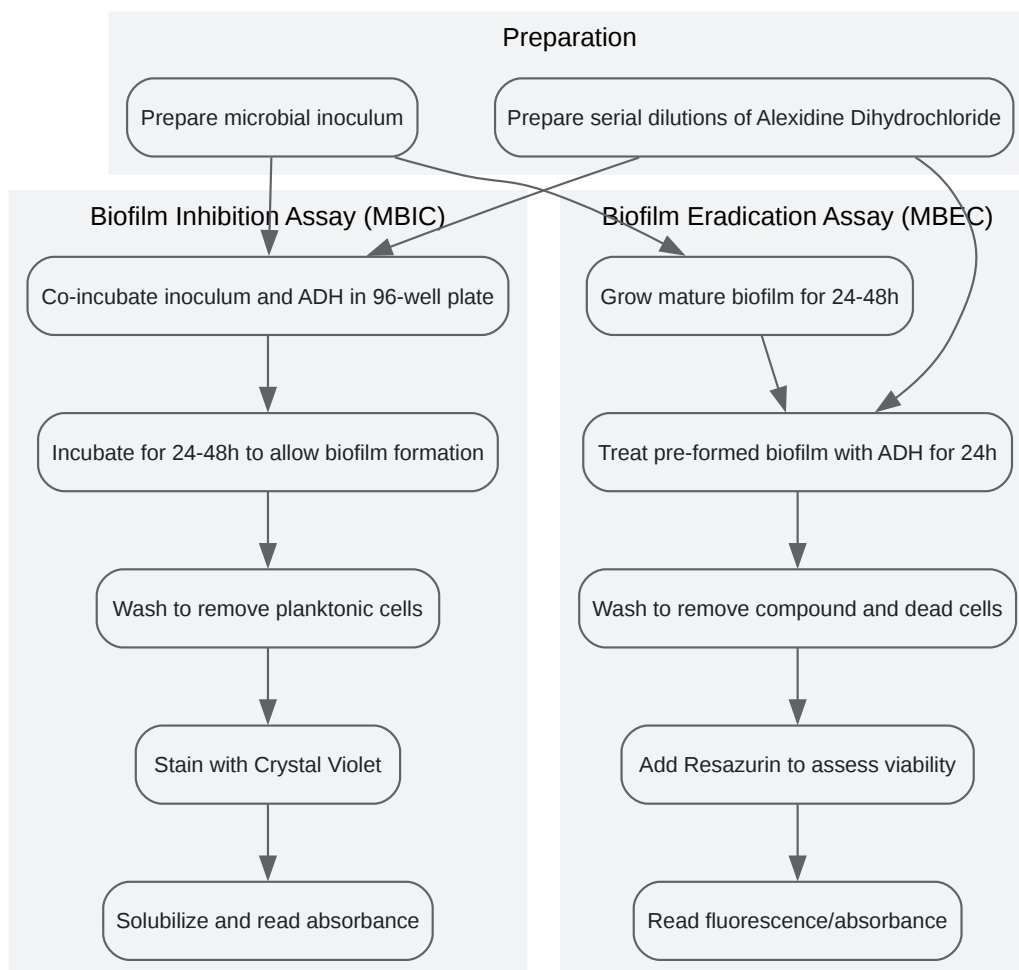 Preparation
Prepare microbial inoculum
Prepare serial dilutions of Alexidine Dihydrochloride
Biofilm Inhibition Assay (MBIC)
Co-incubate inoculum and ADH in 96-well plate
Incubate for 24-48h to allow biofilm formation
Wash to remove planktonic cells
Stain with Crystal Violet
Solubilize and read absorbance
Biofilm Eradication Assay (MBEC)
Grow mature biofilm for 24-48h
Treat pre-formed biofilm with ADH for 24h
Wash to remove compound and dead cells
Add Resazurin to assess viability
Read fluorescence/absorbance